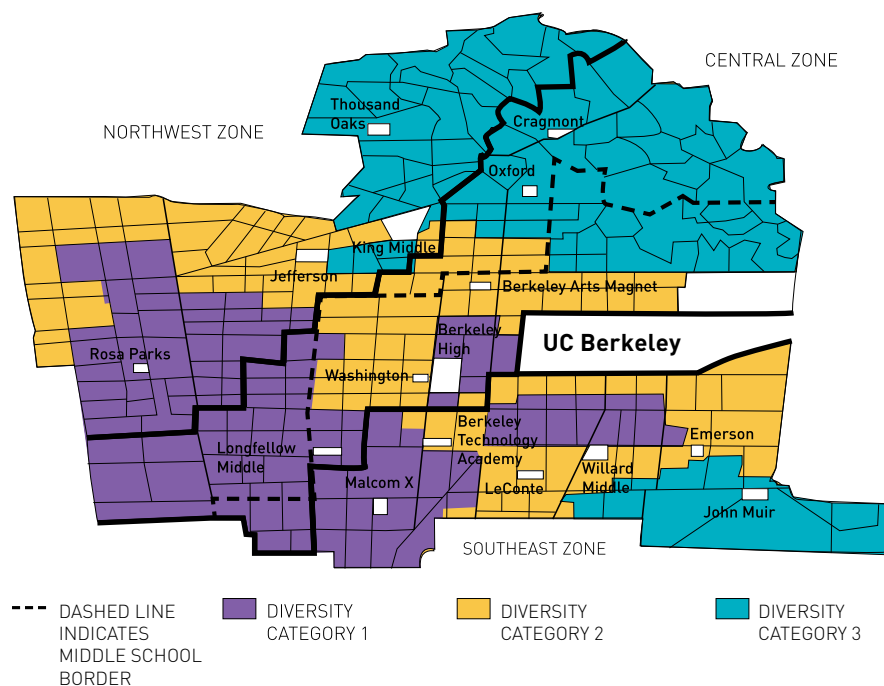 CENTRAL ZONE
NORTHWEST ZONE
Thousand
Oaks
Cragmont
Oxford
King Middle
Jefferson
Berkeley Arts Magnet
Berkeley
High
UC Berkeley
Rosa Parks
Washington
Berkeley
Technology
Academy
Emerson
Longfellow
Middle
Malcom X
LeConte
Willard
Middle
John Muir
SOUTHEAST ZONE
DASHED LINE
INDICATES
MIDDLE SCHOOL
BORDER
DIVERSITY
CATEGORY 1
DIVERSITY
CATEGORY 2
DIVERSITY
CATEGORY 3